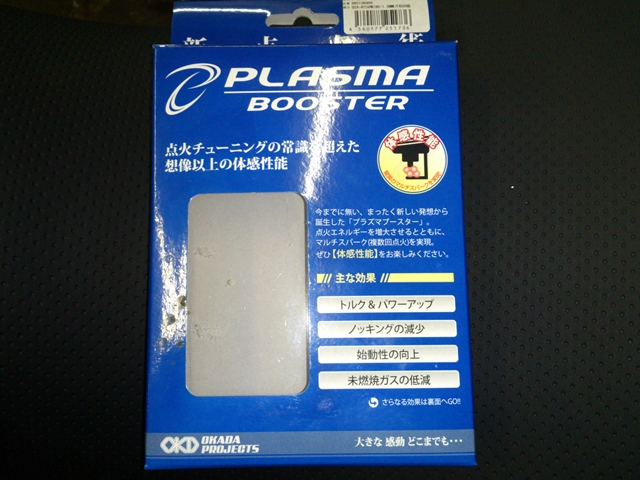 PLASMA
BOOSTER
点火チューニングの常識を超えた
想像以上の体感性能
体感性能
今までに無い、まったく新しい発想から
誕生した「プラズマブースター」。
点火エネルギーを増大させるとともに、
マルチスパーク(複数回点火)を実現。
ぜひ【体感性能】をお楽しみください。
主な効果
トルク&パワーアップ
ノッキングの減少
始動性の向上
未燃焼ガスの低減
さらなる効果は裏面へGO!!
OKD OKADA
PROJECTS
大きな 感動 どこまでも・・・